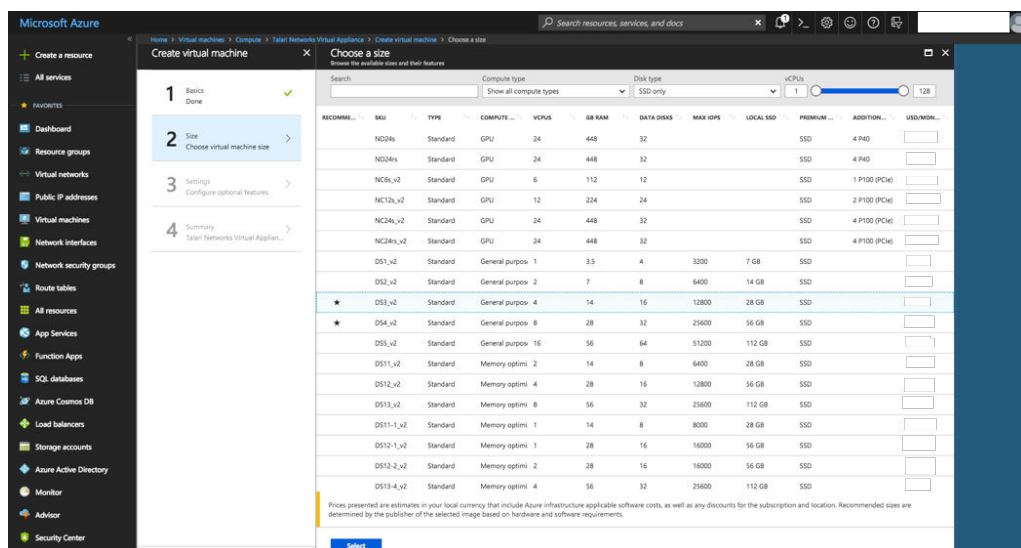 Microsoft Azure
Search resources, services, and docs
Home > Virtual machines > Compute > Talari Networks Virtual Appliance > Create virtual machine > Choose a size
Create a resource
All services
FAVORITES
Dashboard
Resource groups
Virtual networks
Public IP addresses
Virtual machines
Network interfaces
Network security groups
Route tables
All resources
App Services
Function Apps
SQL databases
Azure Cosmos DB
Load balancers
Storage accounts
Azure Active Directory
Monitor
Advisor
Security Center
Create virtual machine
1 Basics
Done
2 Size
Choose virtual machine size
3 Settings
Configure optional features
4 Summary
Talari Networks Virtual Applian...
Choose a size
Browse the available sizes and their features
Search Compute type Disk type vCPUs
Show all compute types SSD only 1 128
RECOMME... SKU TYPE COMPUTE ... VCPUS GB RAM DATA DISKS MAX IOPS LOCAL SSD PREMIUM ... ADDITION... USD/MON...
ND24s Standard GPU 24 448 32 SSD 4 P40
ND24rs Standard GPU 24 448 32 SSD 4 P40
NC6s_v2 Standard GPU 6 112 12 SSD 1 P100 (PCIe)
NC12s_v2 Standard GPU 12 224 24 SSD 2 P100 (PCIe)
NC24s_v2 Standard GPU 24 448 32 SSD 4 P100 (PCIe)
NC24rs_v2 Standard GPU 24 448 32 SSD 4 P100 (PCIe)
DS1_v2 Standard General purpos 1 3.5 4 3200 7 GB SSD
DS2_v2 Standard General purpos 2 7 8 6400 14 GB SSD
★ DS3_v2 Standard General purpos 4 14 16 12800 28 GB SSD
★ DS4_v2 Standard General purpos 8 28 32 25600 56 GB SSD
DS5_v2 Standard General purpos 16 56 64 51200 112 GB SSD
DS11_v2 Standard Memory optimi 2 14 8 6400 28 GB SSD
DS12_v2 Standard Memory optimi 4 28 16 12800 56 GB SSD
DS13_v2 Standard Memory optimi 8 56 32 25600 112 GB SSD
DS11-1_v2 Standard Memory optimi 1 14 8 8000 28 GB SSD
DS12-1_v2 Standard Memory optimi 1 28 16 16000 56 GB SSD
DS12-2_v2 Standard Memory optimi 2 28 16 16000 56 GB SSD
DS13-4_v2 Standard Memory optimi 4 56 32 25600 112 GB SSD
Prices presented are estimates in your local currency that include Azure infrastructure applicable software costs, as well as any discounts for the subscription and location. Recommended sizes are
determined by the publisher of the selected image based on hardware and software requirements.
Select